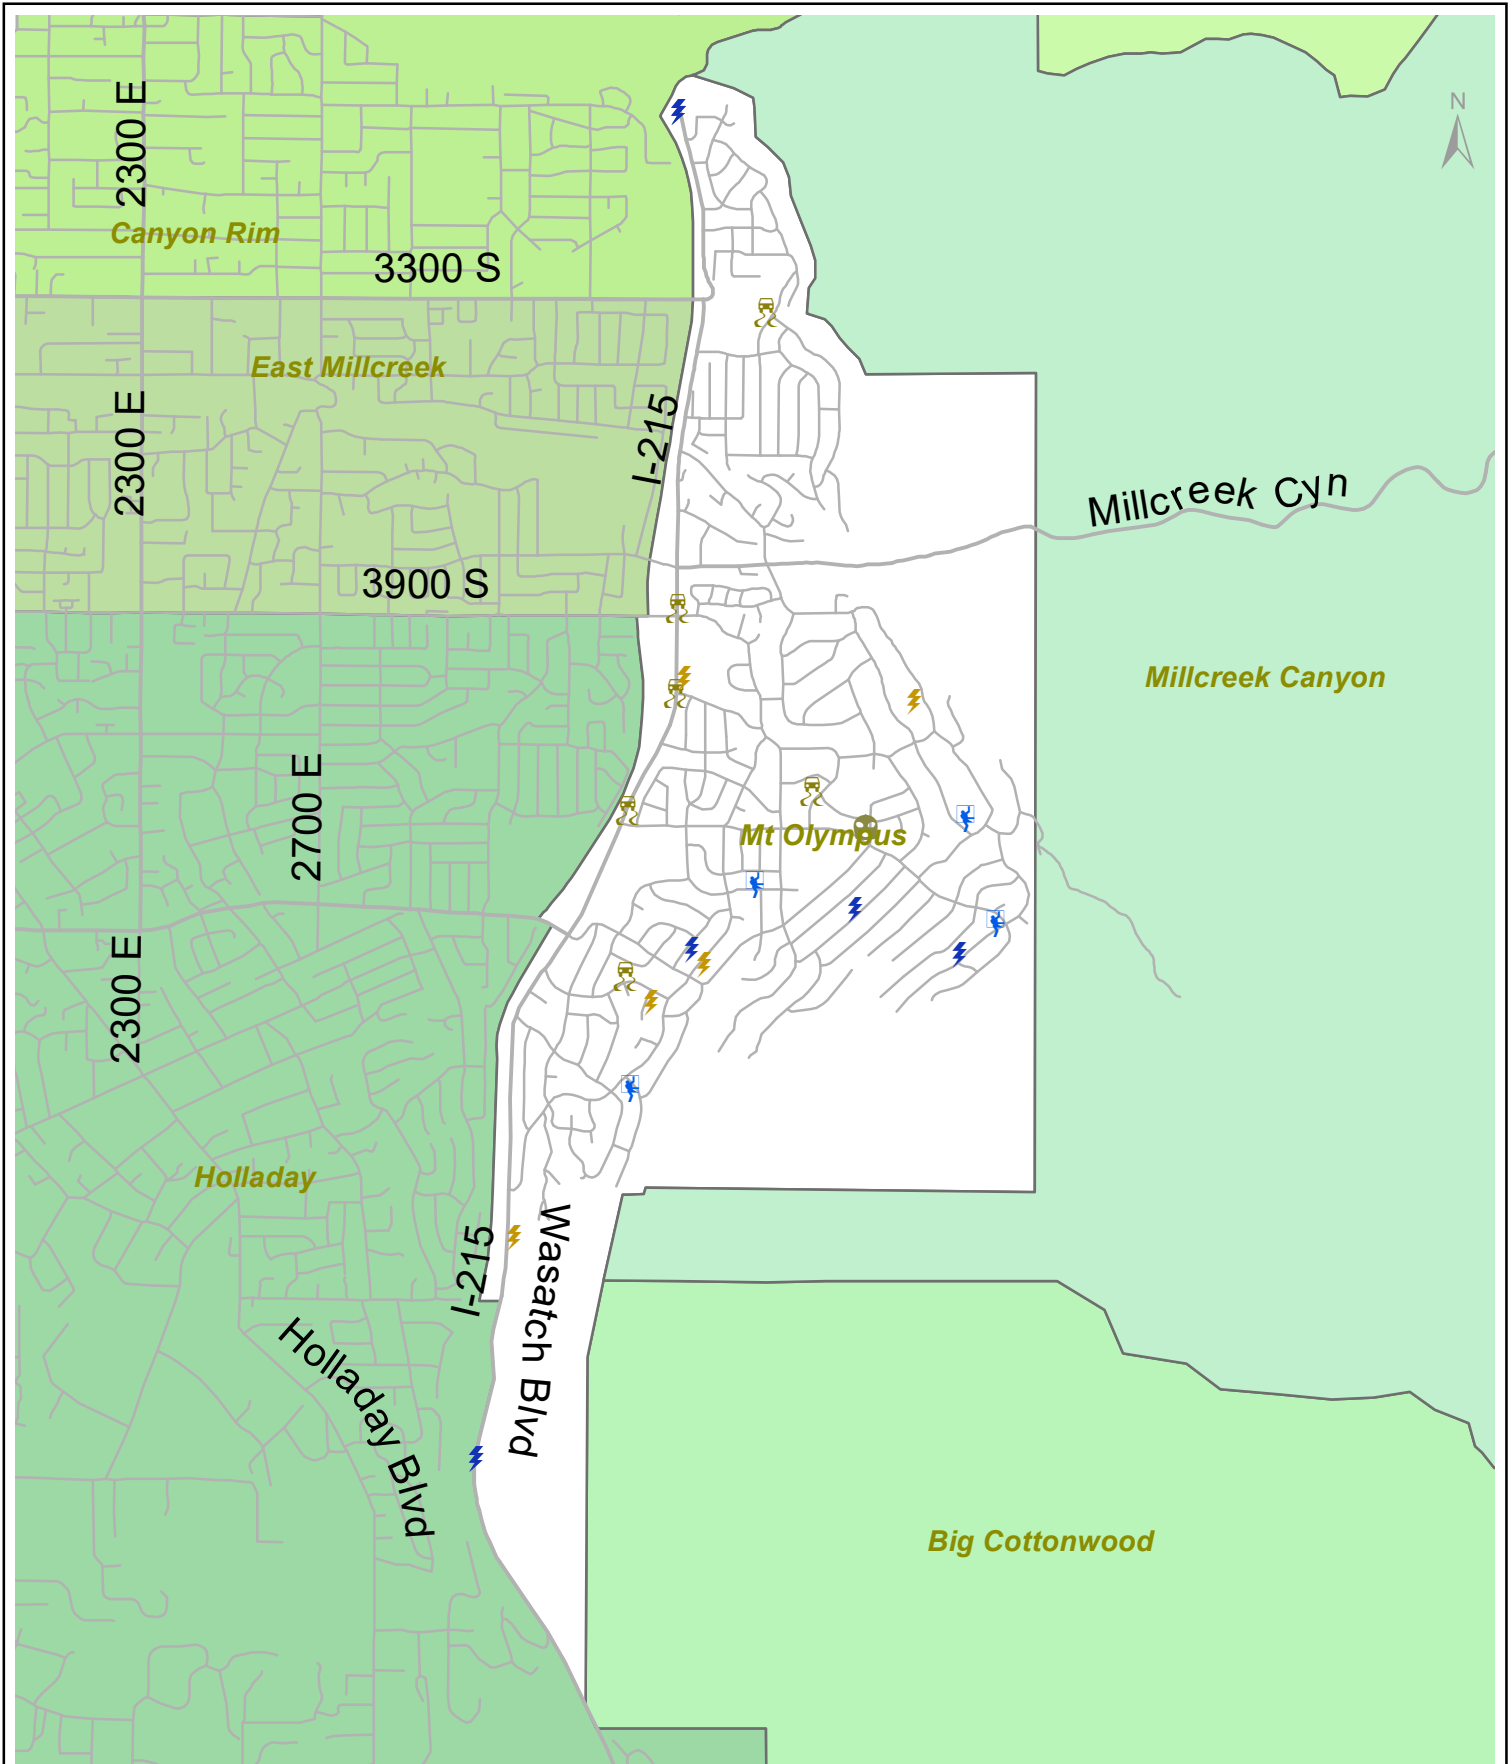 N
2300 E
Canyon Rim
3300 S
East Millcreek
2300 E
I-215
Millcreek Cyn
3900 S
Millcreek Canyon
2700 E
Mt Olympus
2300 E
Holladay
I-215
Wasatch Blvd
Holladay Blvd
Big Cottonwood